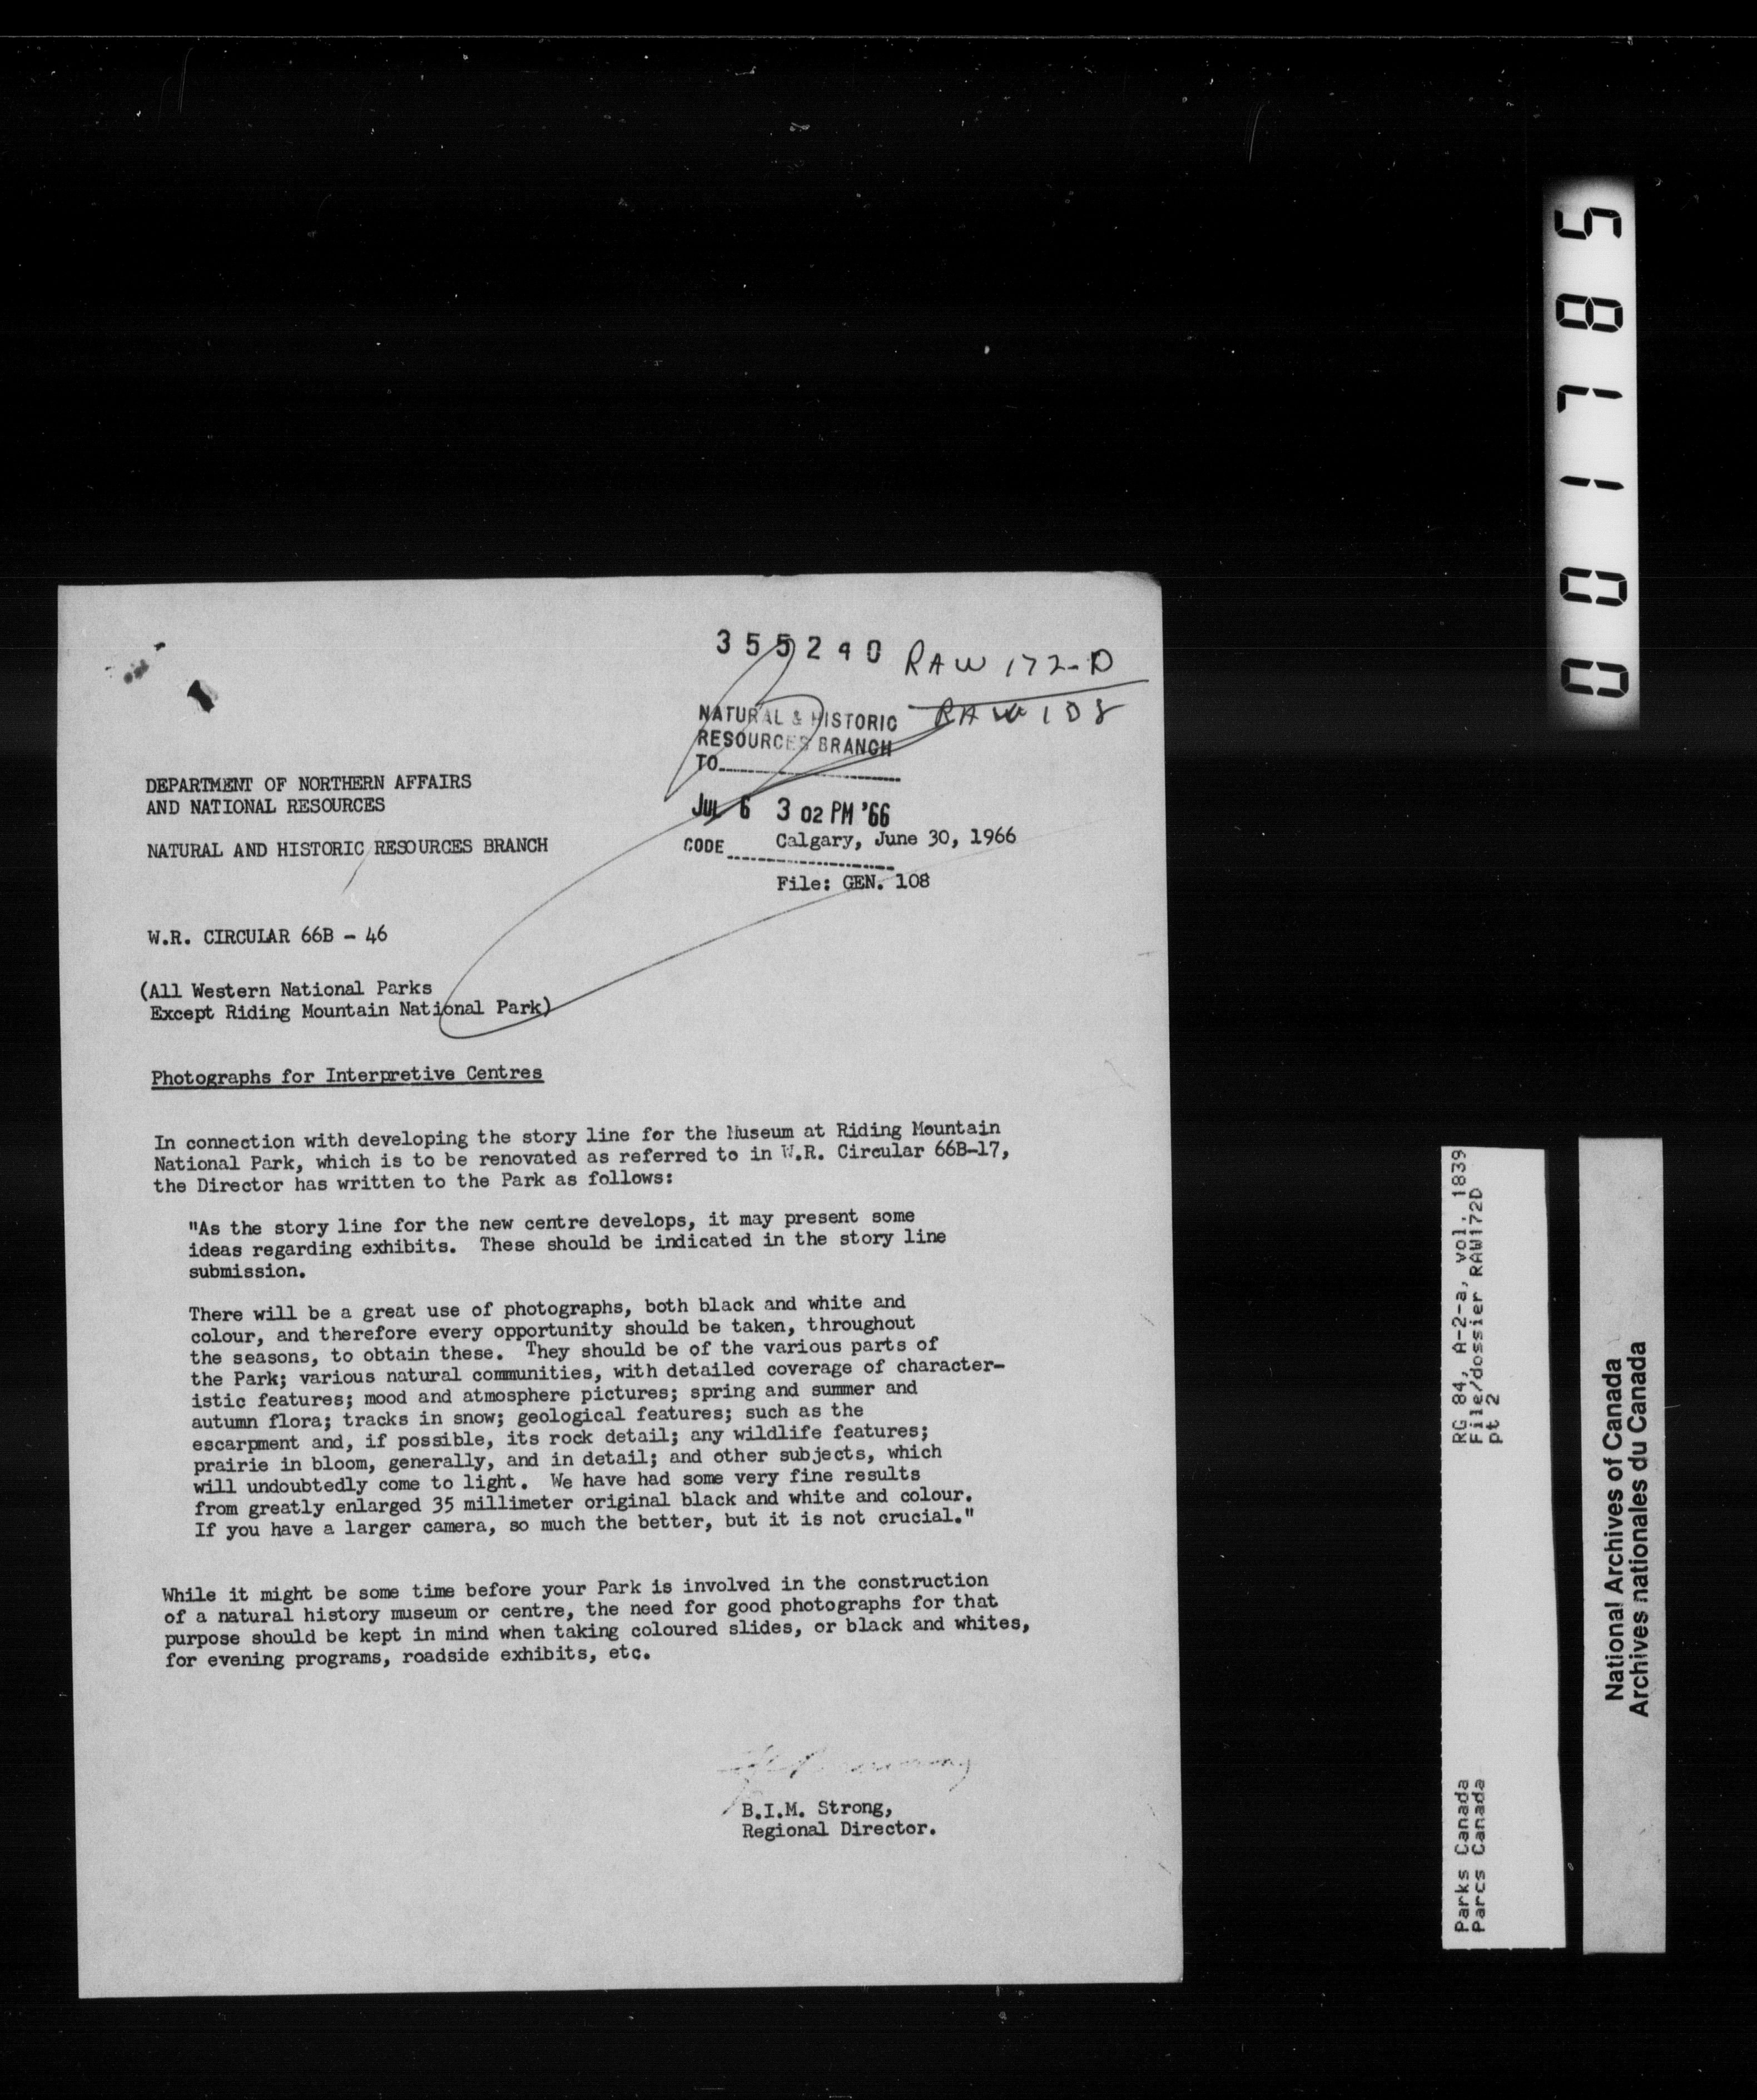 355240 RAW 172-D
RAW 108
NATURAL & HISTORIC
RESOURCES BRANCH
TO
JUL 6 3 02 PM '66
CODE
DEPARTMENT OF NORTHERN AFFAIRS
AND NATIONAL RESOURCES
NATURAL AND HISTORIC RESOURCES BRANCH
Calgary, June 30, 1966
File: GEN. 108
W.R. CIRCULAR 66B - 46
(All Western National Parks
Except Riding Mountain National Park)
Photographs for Interpretive Centres
In connection with developing the story line for the Museum at Riding Mountain
National Park, which is to be renovated as referred to in W.R. Circular 66B-17,
the Director has written to the Park as follows:
"As the story line for the new centre develops, it may present some
ideas regarding exhibits. These should be indicated in the story line
submission.
There will be a great use of photographs, both black and white and
colour, and therefore every opportunity should be taken, throughout
the seasons, to obtain these. They should be of the various parts of
the Park; various natural communities, with detailed coverage of character-
istic features; mood and atmosphere pictures; spring and summer and
autumn flora; tracks in snow; geological features; such as the
escarpment and, if possible, its rock detail; any wildlife features;
prairie in bloom, generally, and in detail; and other subjects, which
will undoubtedly come to light. We have had some very fine results
from greatly enlarged 35 millimeter original black and white and colour.
If you have a larger camera, so much the better, but it is not crucial."
While it might be some time before your Park is involved in the construction
of a natural history museum or centre, the need for good photographs for that
purpose should be kept in mind when taking coloured slides, or black and whites,
for evening programs, roadside exhibits, etc.
B.I.M. Strong,
Regional Director.
001785
RG 84, A-2-a, vol. 1839
File/dossier RAW172D
pt 2
Parks Canada
Parcs Canada
National Archives of Canada
Archives nationales du Canada